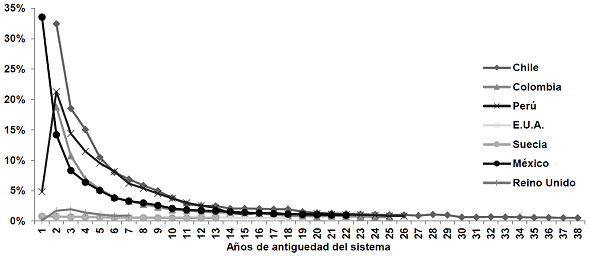 35%
30%
25%
20%
15%
10%
5%
0%
1 2 3 4 5 6 7 8 9 10 11 12 13 14 15 16 17 18 19 20 21 22 23 24 25 26 27 28 29 30 31 32 33 34 35 36 37 38
Años de antiguedad del sistema
Chile
Colombia
Perú
E.U.A.
Suecia
México
Reino Unido